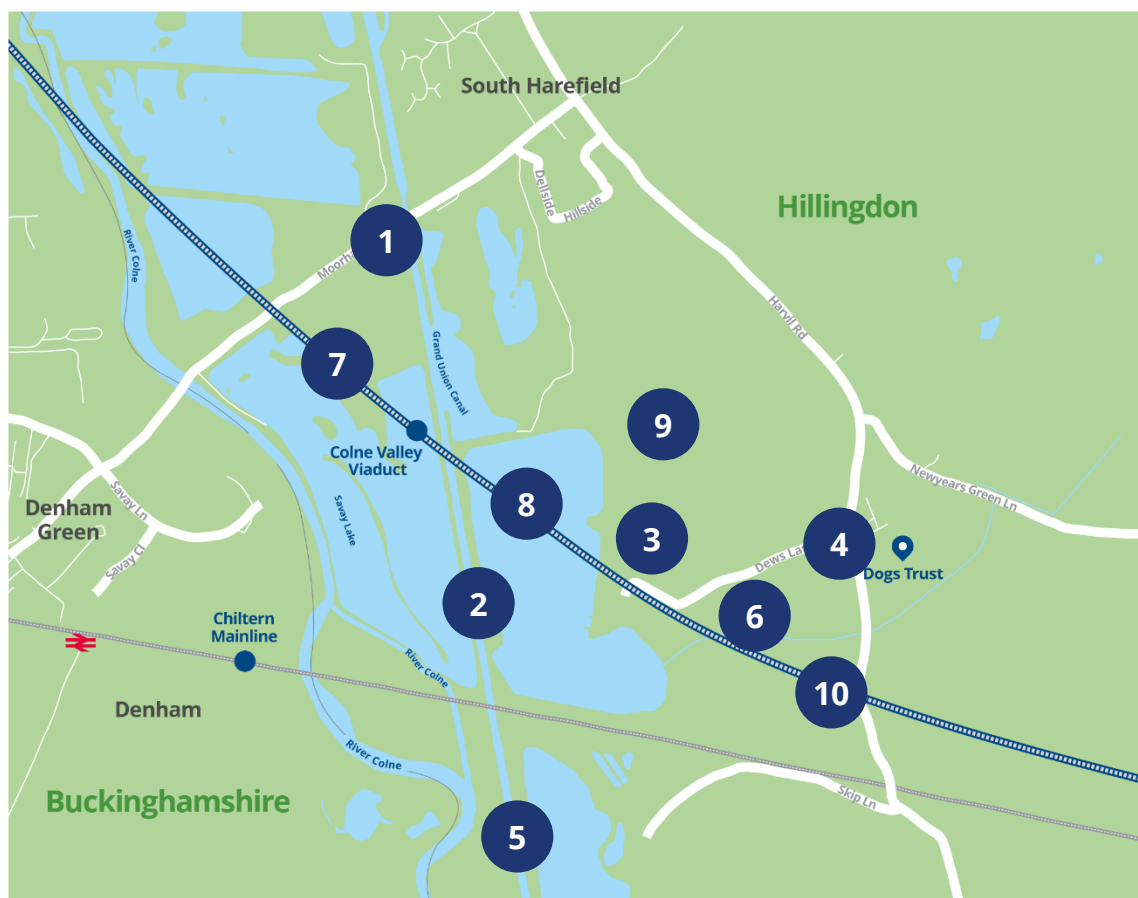 South Harefield
Dellside
Hillside
Hillingdon
River Colne
1
Harvil Rd
Grand Union Canal
7
9
Colne Valley
Viaduct
Newyears Green Ln
Savay Ln
Denham
Green
Savay Lake
8
3
4
Dews
Dogs Trust
Savay Cl
2
6
Chiltern
Mainline
River Colne
10
Denham
River Colne
Skip Ln
Buckinghamshire
5